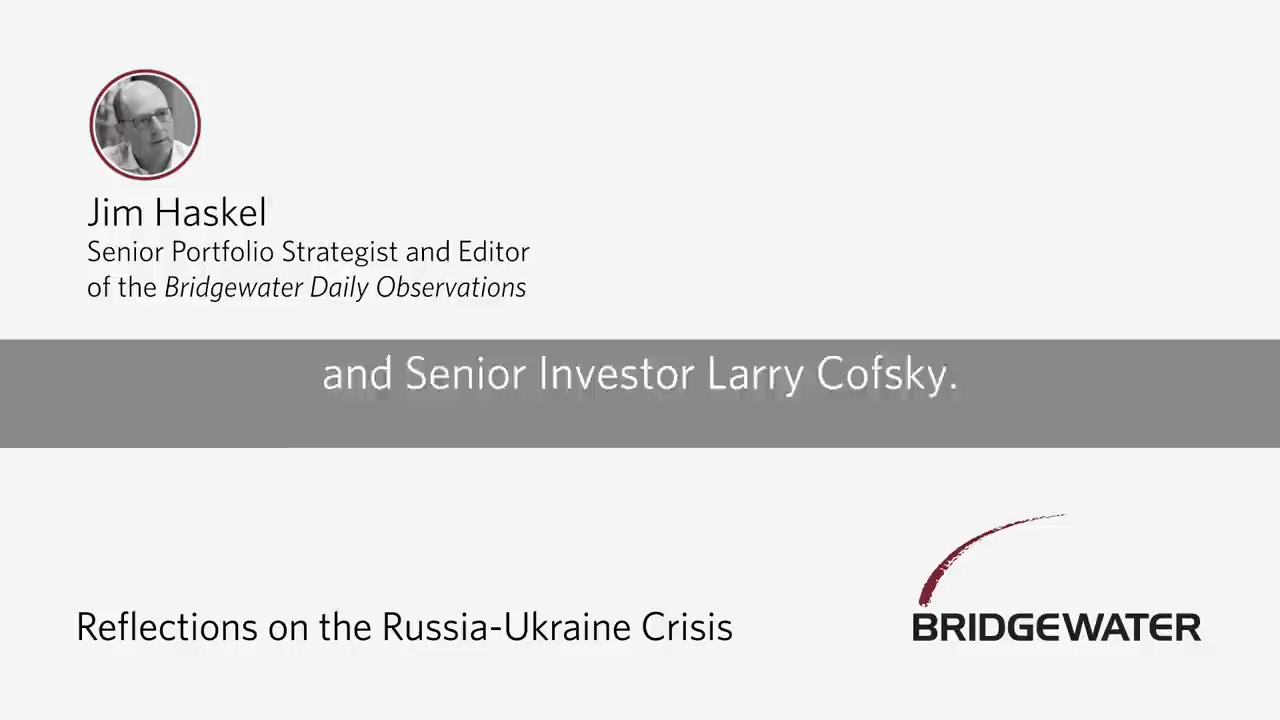 Jim Haskel
Senior Portfolio Strategist and Editor
of the Bridgewater Daily Observations
and Senior Investor Larry Cofsky.
Reflections on the Russia-Ukraine Crisis
BRIDGEWATER